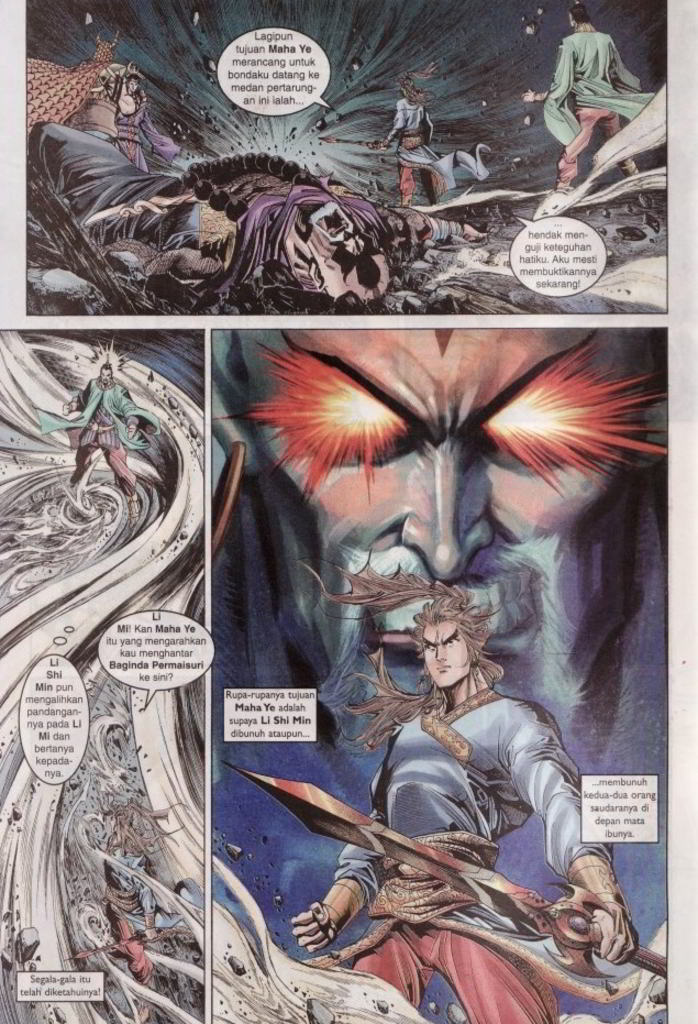 Lagipun
tujuan Maha Ye
merancang untuk
bondaku datang ke
medan pertarung-
an ini ialah...
...
hendak men-
guji keteguhan
hatiku. Aku mesti
membuktikannya
sekarang!
Li
Mi! Kan Maha Ye
itu yang mengarahkan
kau menghantar
Baginda Permaisuri
ke sini?
Li
Shi
Min pun
mengalihkan
pandangan-
nya pada Li
Mi dan
bertanya
kepada-
nya.
Segala-gala itu
telah diketahuinya!
Rupa-rupanya tujuan
Maha Ye adalah
supaya Li Shi Min
dibunuh ataupun...
...membunuh
kedua-dua orang
saudaranya di
depan mata
ibunya.